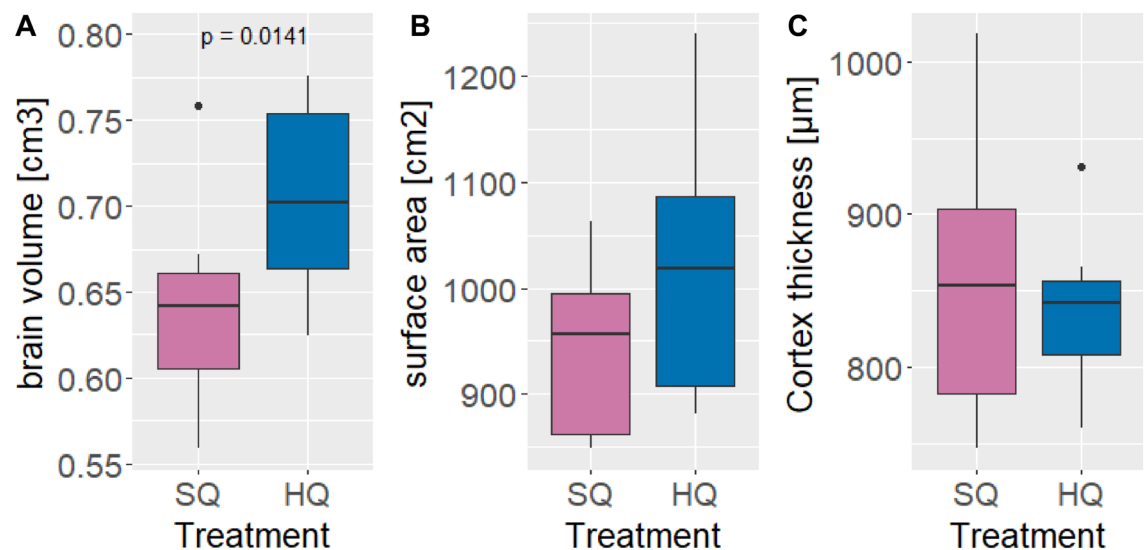 A
p = 0.0141
brain volume [cm3]
0.80
0.75
0.70
0.65
0.60
0.55
SQ HQ
Treatment
B
surface area [cm2]
1200
1100
1000
900
SQ HQ
Treatment
C
Cortex thickness [µm]
1000
900
800
SQ HQ
Treatment